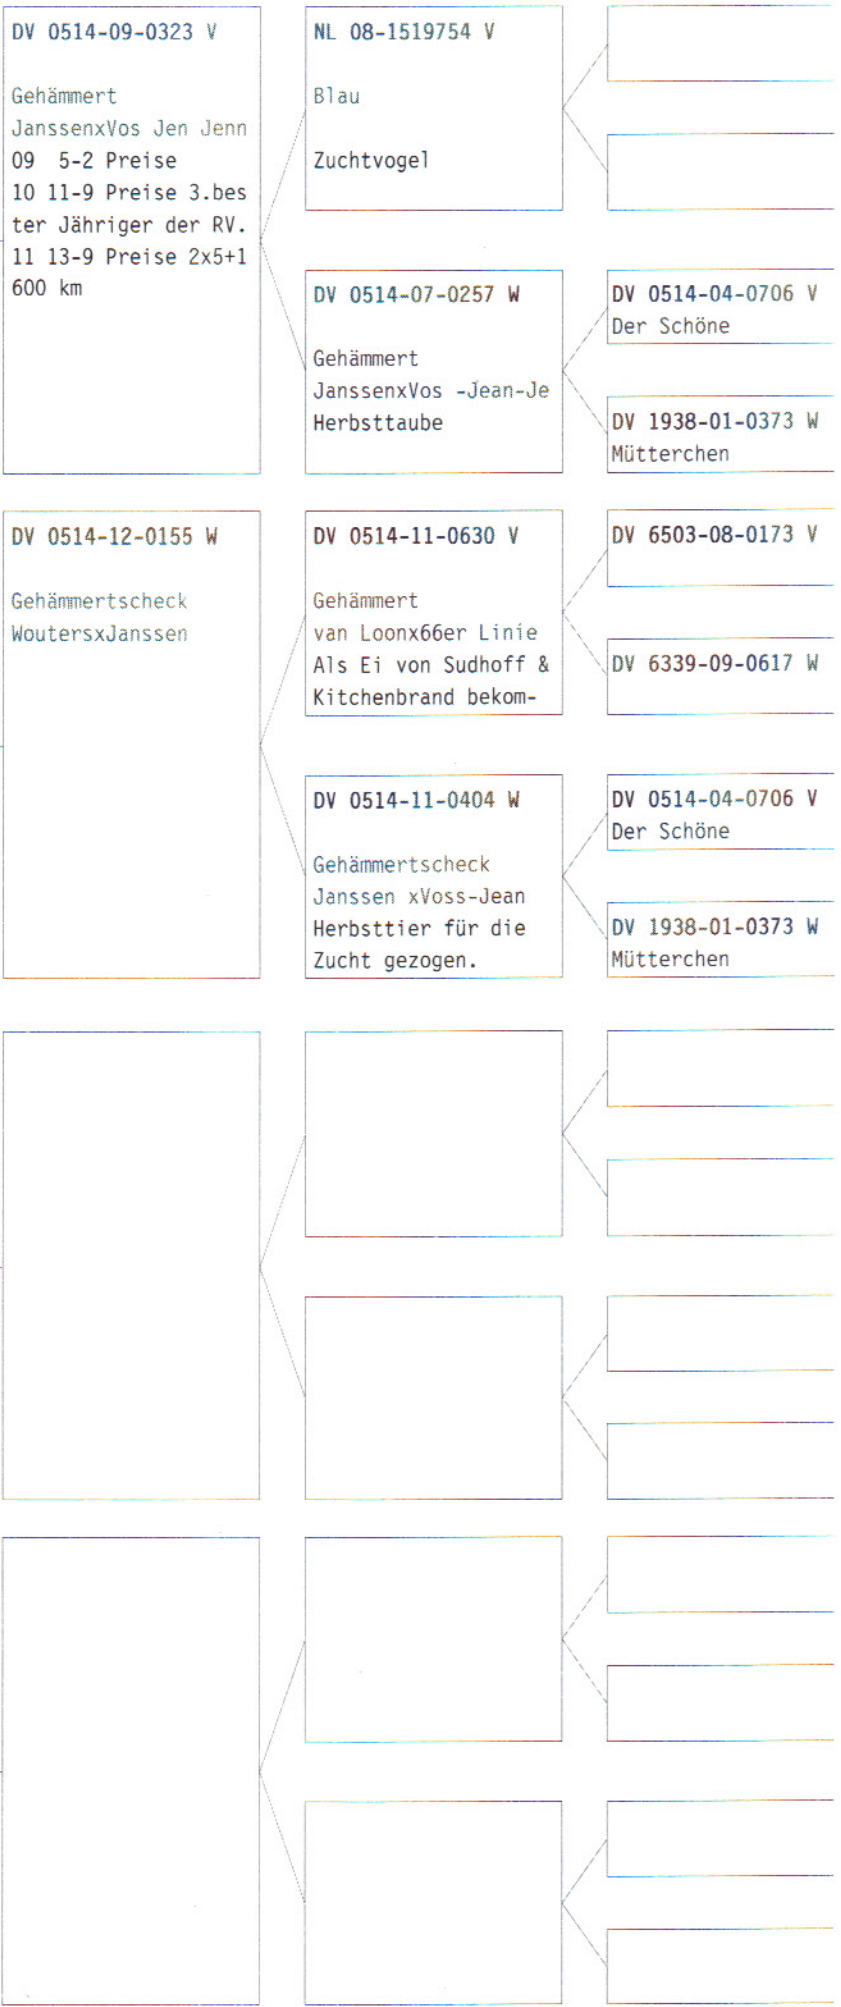 DV 0514-09-0323 V
Gehämmert
JanssenxVos Jen Jenn
09  5-2 Preise
10 11-9 Preise 3.bes
ter Jähriger der RV.
11 13-9 Preise 2x5+1
600 km
NL 08-1519754 V
Blau
Zuchtvogel
DV 0514-07-0257 W
Gehämmert
JanssenxVos -Jean-Je
Herbsttaube
DV 0514-04-0706 V
Der Schöne
DV 1938-01-0373 W
Mütterchen
DV 0514-12-0155 W
Gehämmertscheck
WoutersxJanssen
DV 0514-11-0630 V
Gehämmert
van Loonx66er Linie
Als Ei von Sudhoff &
Kitchenbrand bekom-
DV 6503-08-0173 V
DV 6339-09-0617 W
DV 0514-11-0404 W
Gehämmertscheck
Janssen xVoss-Jean
Herbsttier für die
Zucht gezogen.
DV 0514-04-0706 V
Der Schöne
DV 1938-01-0373 W
Mütterchen